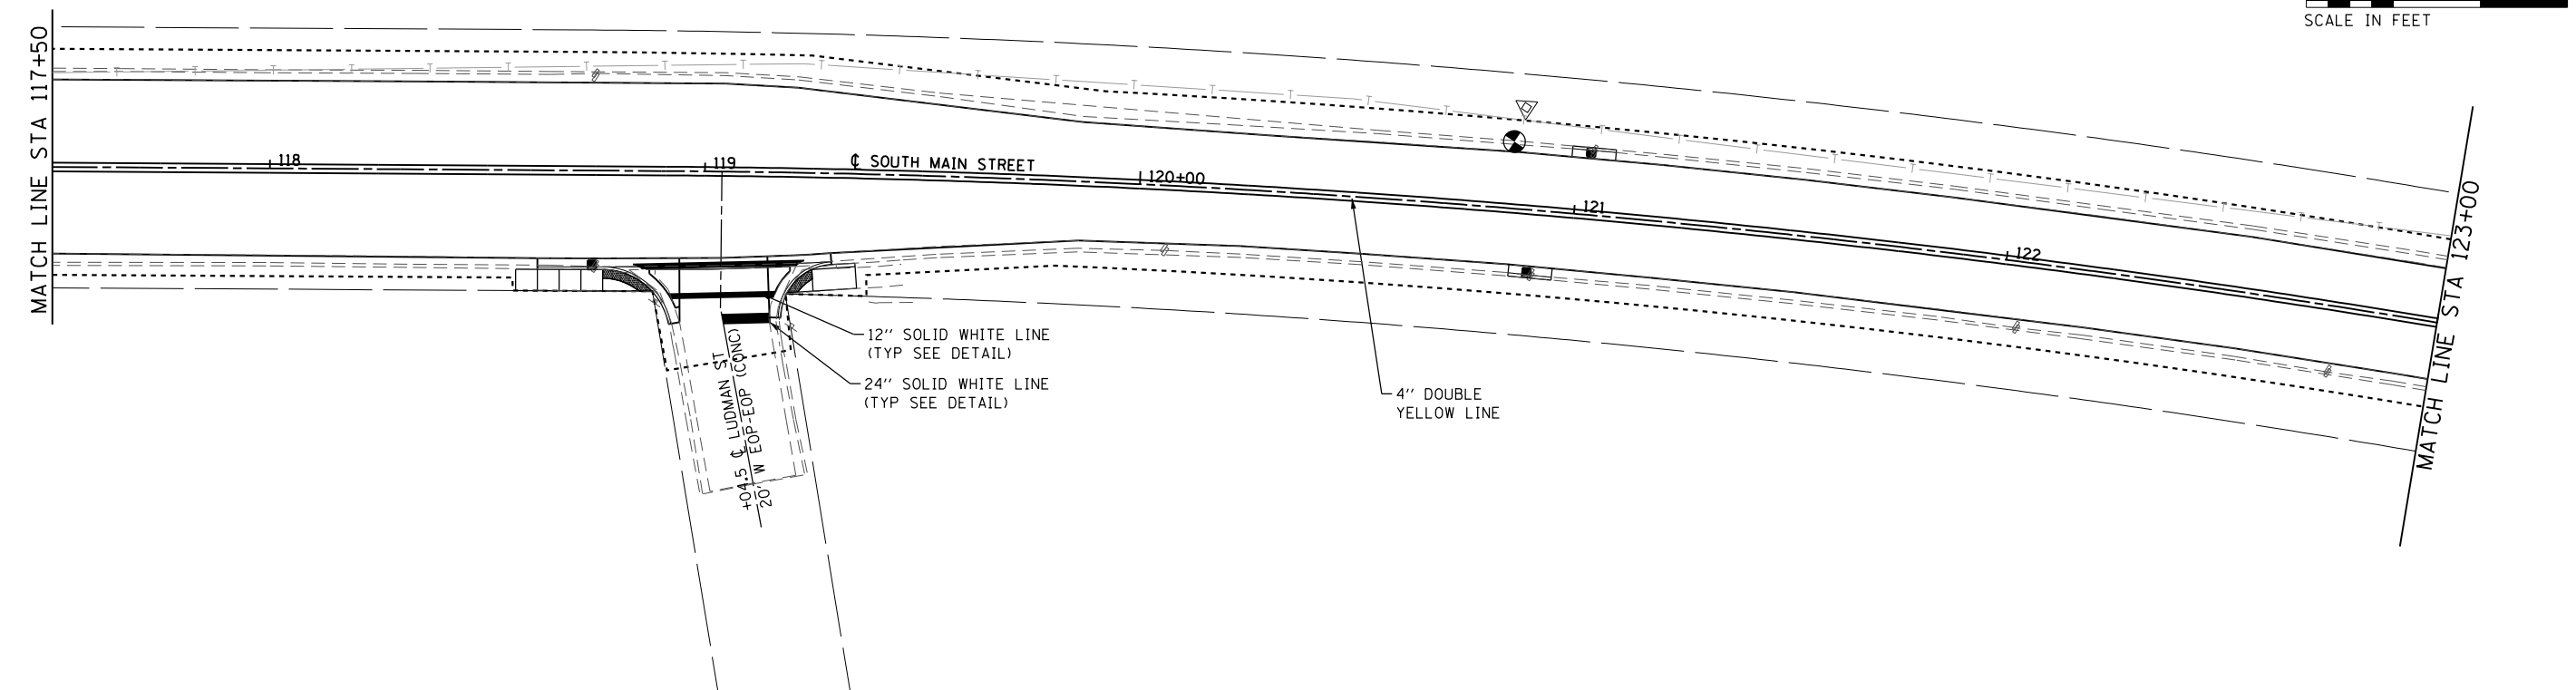 SCALE IN FEET
MATCH LINE STA 117+50
118
119
℄ SOUTH MAIN STREET
120+00
121
122
MATCH LINE STA 123+00
12'' SOLID WHITE LINE
(TYP SEE DETAIL)
24'' SOLID WHITE LINE
(TYP SEE DETAIL)
4'' DOUBLE
YELLOW LINE
+04.5 ℄ LUDMAN ST
20' W EOP-EOP (CONC)
T T T T T T T T T T T T T T T T T T T T T T T T T T T T T T